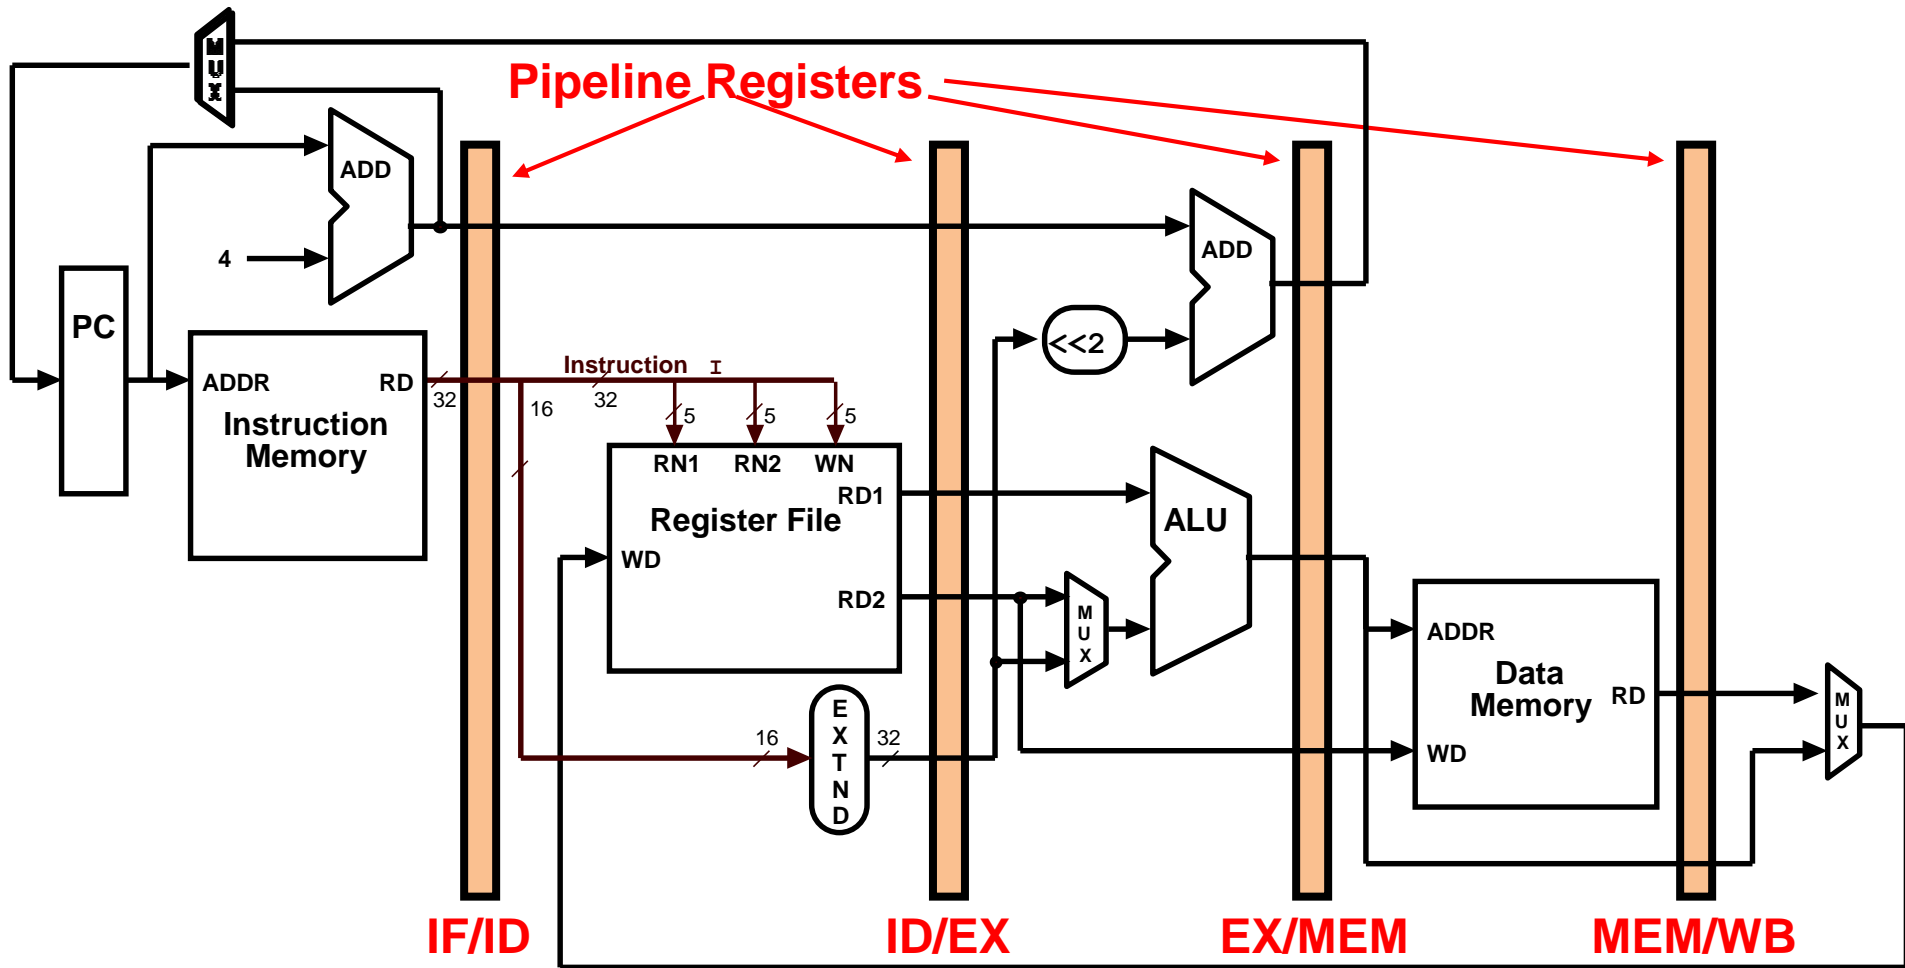 MUX
Pipeline Registers
ADD
4
ADD
PC
<<2
ADDR
RD
32
Instruction
Memory
Instruction I
16
32
5
5
5
RN1
RN2
WN
RD1
Register File
WD
RD2
ALU
MUX
ADDR
Data
Memory
RD
WD
MUX
16
EXTND
32
IF/ID
ID/EX
EX/MEM
MEM/WB